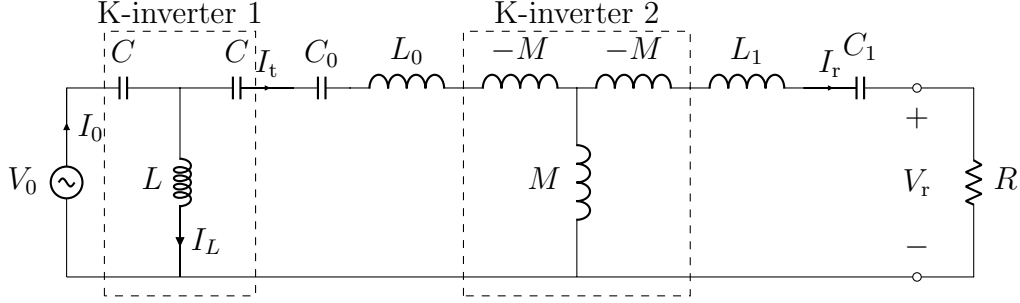 K-inverter 1
K-inverter 2
C
C
I_t
C_0
L_0
−M
−M
L_1
I_r
C_1
I_0
+
V_0
L
M
V_r
R
I_L
−